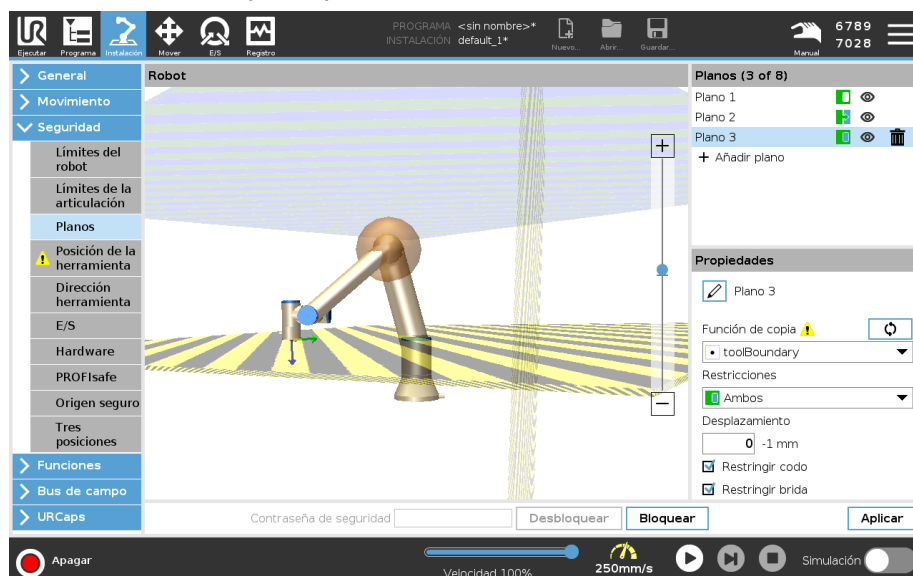 PROGRAMA <sin nombre>*
INSTALACIÓN default_1*
Ejecutar
Programa
Instalación
Mover
E/S
Registro
Nuevo...
Abrir...
Guardar...
Manual
6789
7028
General
Movimiento
Seguridad
Límites del
robot
Límites de la
articulación
Planos
Posición de la
herramienta
Dirección
herramienta
E/S
Hardware
PROFIsafe
Origen seguro
Tres
posiciones
Funciones
Bus de campo
URCaps
Robot
Planos (3 of 8)
Plano 1
Plano 2
Plano 3
+ Añadir plano
Propiedades
Plano 3
Función de copia
toolBoundary
Restricciones
Ambos
Desplazamiento
0 -1 mm
Restringir codo
Restringir brida
Contraseña de seguridad
Desbloquear
Bloquear
Aplicar
Apagar
Velocidad 100%
250mm/s
Simulación